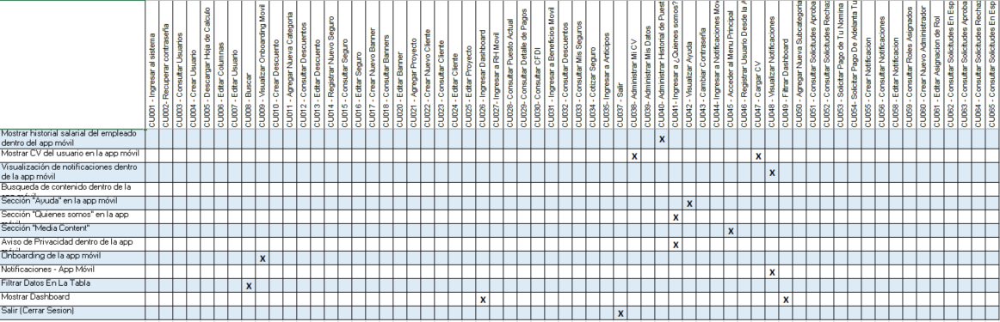 CU001 - Ingresar al sistema
CU002- Recuperar contraseña
CU003 - Consultar Usuarios
CU004 - Crear Usuario
CU005 - Descargar Hoja de Calculo
CU006 - Editar Columnas
CU007 - Editar Usuario
CU008 - Buscar
CU009 - Visualizar Onboarding Movil
CU010 - Crear Descuento
CU011 - Agregar Nueva Categoria
CU012 - Consultar Descuentos
CU013 - Editar Descuento
CU014 - Registrar Nuevo Seguro
CU015 - Consultar Seguro
CU016 - Editar Seguro
CU017 - Crear Nuevo Banner
CU018 - Consultar Banners
CU020 - Editar Banner
CU021 - Agregar Proyecto
CU022 - Crear Nuevo Cliente
CU023 - Consultar Cliente
CU024 - Editar Cliente
CU025 - Editar Proyecto
CU026 - Ingresar Dashboard
CU027- Ingresar a RH Movil
CU028- Consultar Puesto Actual
CU029- Consultar Detalle de Pagos
CU030- Consultar CFDI
CU031 - Ingresar a Beneficios Movil
CU032 - Consultar Descuentos
CU033 - Consultar Mis Seguros
CU034 - Cotizar Seguro
CU035- Ingresar a Anticipos
CU037 - Salir
CU038- Administrar Mi CV
CU039- Administrar Mis Datos
CU040- Administrar Historial de Puest
CU041- Ingresar a ¿Quienes somos?
CU042 - Visualizar Ayuda
CU043 - Cambiar Contraseña
CU044- Ingresar a Notificaciones Mov
CU045 - Acceder al Menu Principal
CU046 - Registrar Usuario Desde la A
CU047 - Cargar CV
CU048 - Visualizar Notificaciones
CU049 - Filtrar Dashboard
CU050 - Agregar Nueva Subcategoria
CU051 - Consultar Solicitudes Aproba
CU052 - Consultar Solicitudes Rechaz
CU053 - Solicitar Pago de Tu Nomina
CU054- Solicitar Pago De Adelanta Tu
CU055 - Crear Notificacion
CU056 - Consultar Notificaciones
CU058 - Editar Notificacion
CU059 - Consultar Roles Asignados
CU060 - Crear Nuevo Administrador
CU061 - Editar Asignacion de Rol
CU062 - Consultar Solicitudes En Esp
CU063 - Consultar Solicitudes Aproba
CU064 - Consultar Solicitudes Rechaz
CU065- Consultar Solicitudes En Esp
Mostrar historial salarial del empleado
dentro del app móvil
X
Mostrar CV del usuario en la app móvil
X X
Visualización de notificaciones dentro
de la app móvil
X
Busqueda de contenido dentro de la
Sección "Ayuda" en la app móvil
X
Sección "Quienes somos" en la app
X
Sección "Media Content"
X
Aviso de Privacidad dentro de la app
X
Onboarding de la app móvil
X
Notificaciones - App Móvil
X
Filtrar Datos En La Tabla
X
Mostrar Dashboard
X X
Salir (Cerrar Sesion)
X